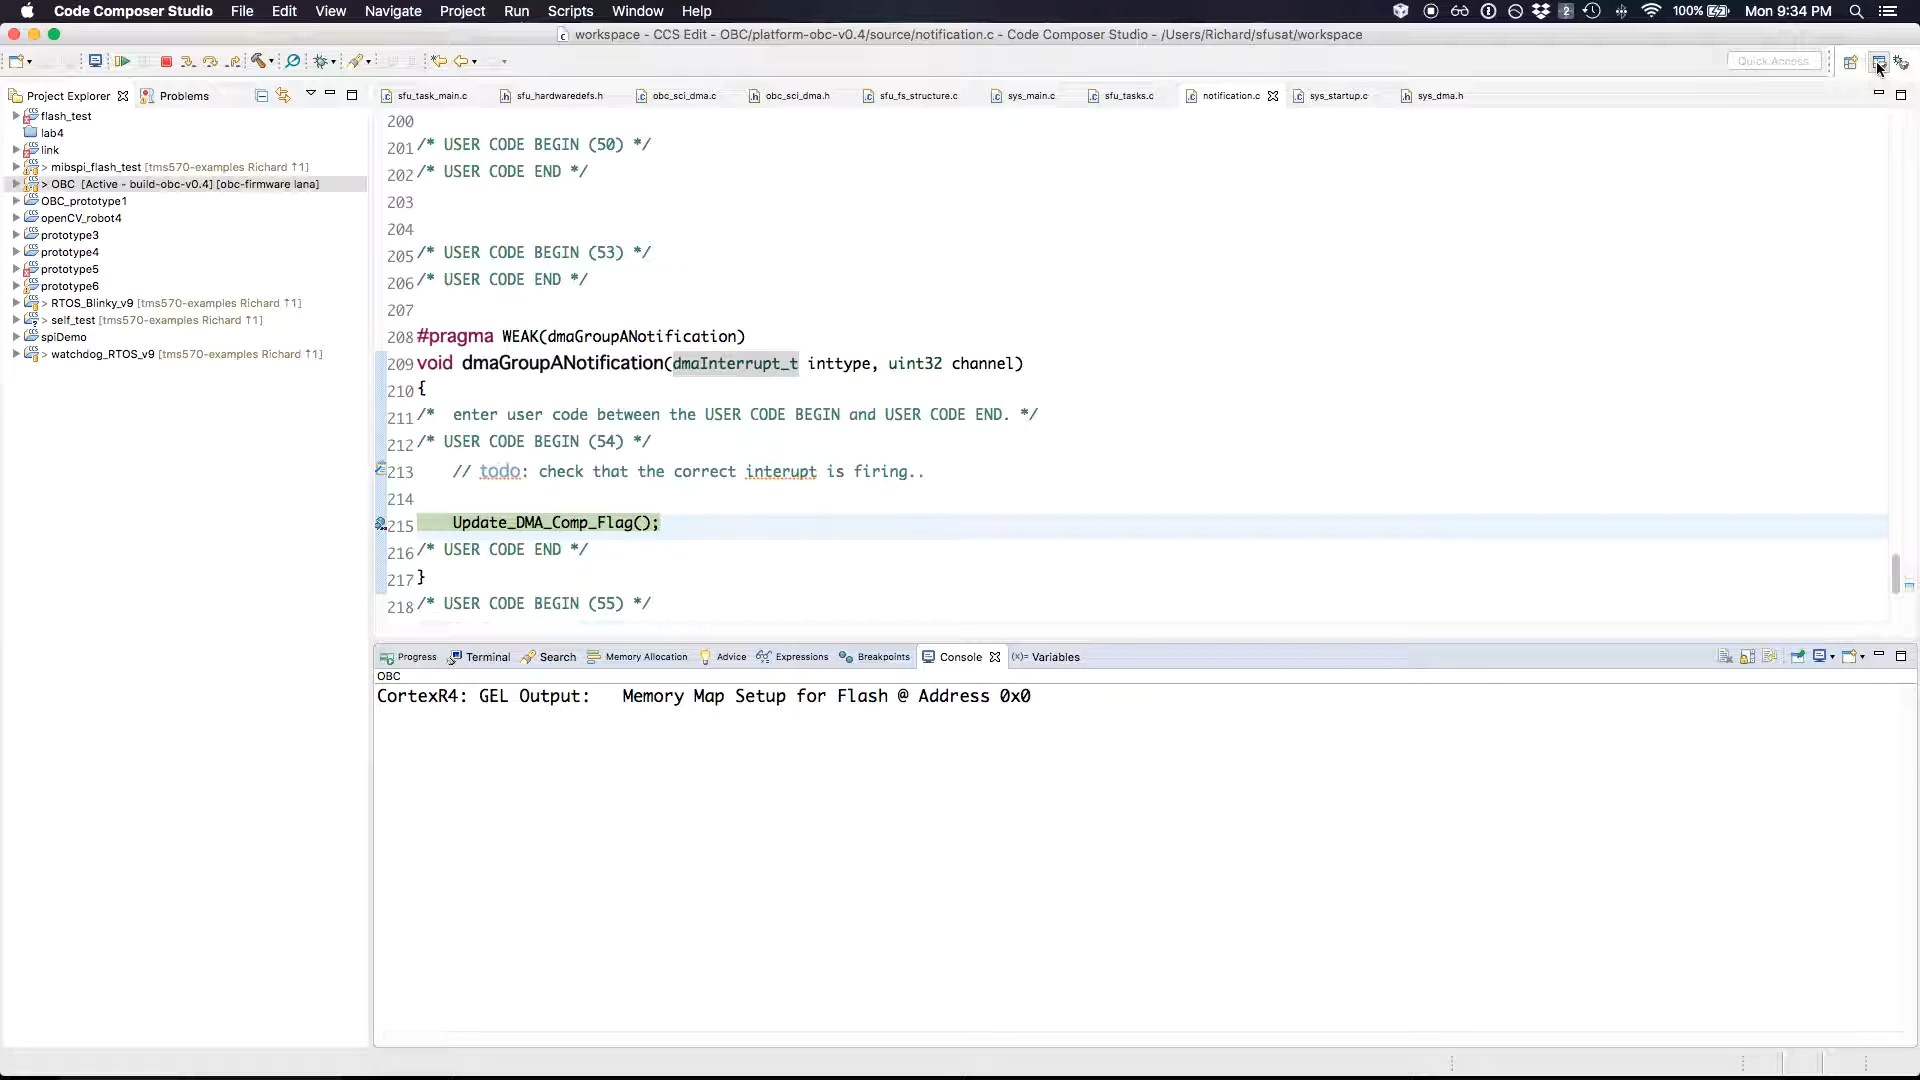 Code Composer Studio File Edit View Navigate Project Run Scripts Window Help
2 100% Mon 9:34 PM
workspace - CCS Edit - OBC/platform-obc-v0.4/source/notification.c - Code Composer Studio - /Users/Richard/sfusat/workspace
Quick Access
Project Explorer Problems
sfu_task_main.c sfu_hardwaredefs.h obc_sci_dma.c obc_sci_dma.h sfu_fs_structure.c sys_main.c sfu_tasks.c notification.c sys_startup.c sys_dma.h
flash_test
lab4
link
> mibspi_flash_test [tms570-examples Richard ↑1]
> OBC [Active - build-obc-v0.4] [obc-firmware lana]
OBC_prototype1
openCV_robot4
prototype3
prototype4
prototype5
prototype6
> RTOS_Blinky_v9 [tms570-examples Richard ↑1]
> self_test [tms570-examples Richard ↑1]
spiDemo
> watchdog_RTOS_v9 [tms570-examples Richard ↑1]
200
201 /* USER CODE BEGIN (50) */
202 /* USER CODE END */
203
204
205 /* USER CODE BEGIN (53) */
206 /* USER CODE END */
207
208 #pragma WEAK(dmaGroupANotification)
209 void dmaGroupANotification(dmaInterrupt_t inttype, uint32 channel)
210 {
211 /*  enter user code between the USER CODE BEGIN and USER CODE END. */
212 /* USER CODE BEGIN (54) */
213 // todo: check that the correct interupt is firing..
214
215 Update_DMA_Comp_Flag();
216 /* USER CODE END */
217 }
218 /* USER CODE BEGIN (55) */
Progress Terminal Search Memory Allocation Advice Expressions Breakpoints Console (x)= Variables
OBC
CortexR4: GEL Output:   Memory Map Setup for Flash @ Address 0x0